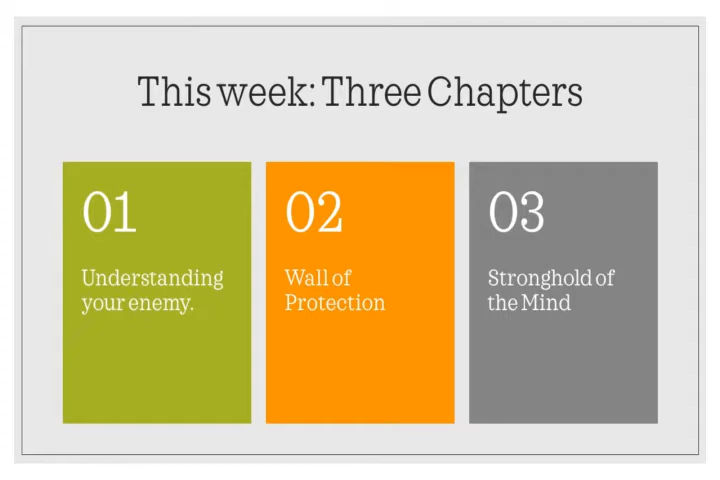 This week: Three Chapters
01
Understanding
your enemy.
02
Wall of
Protection
03
Stronghold of
the Mind